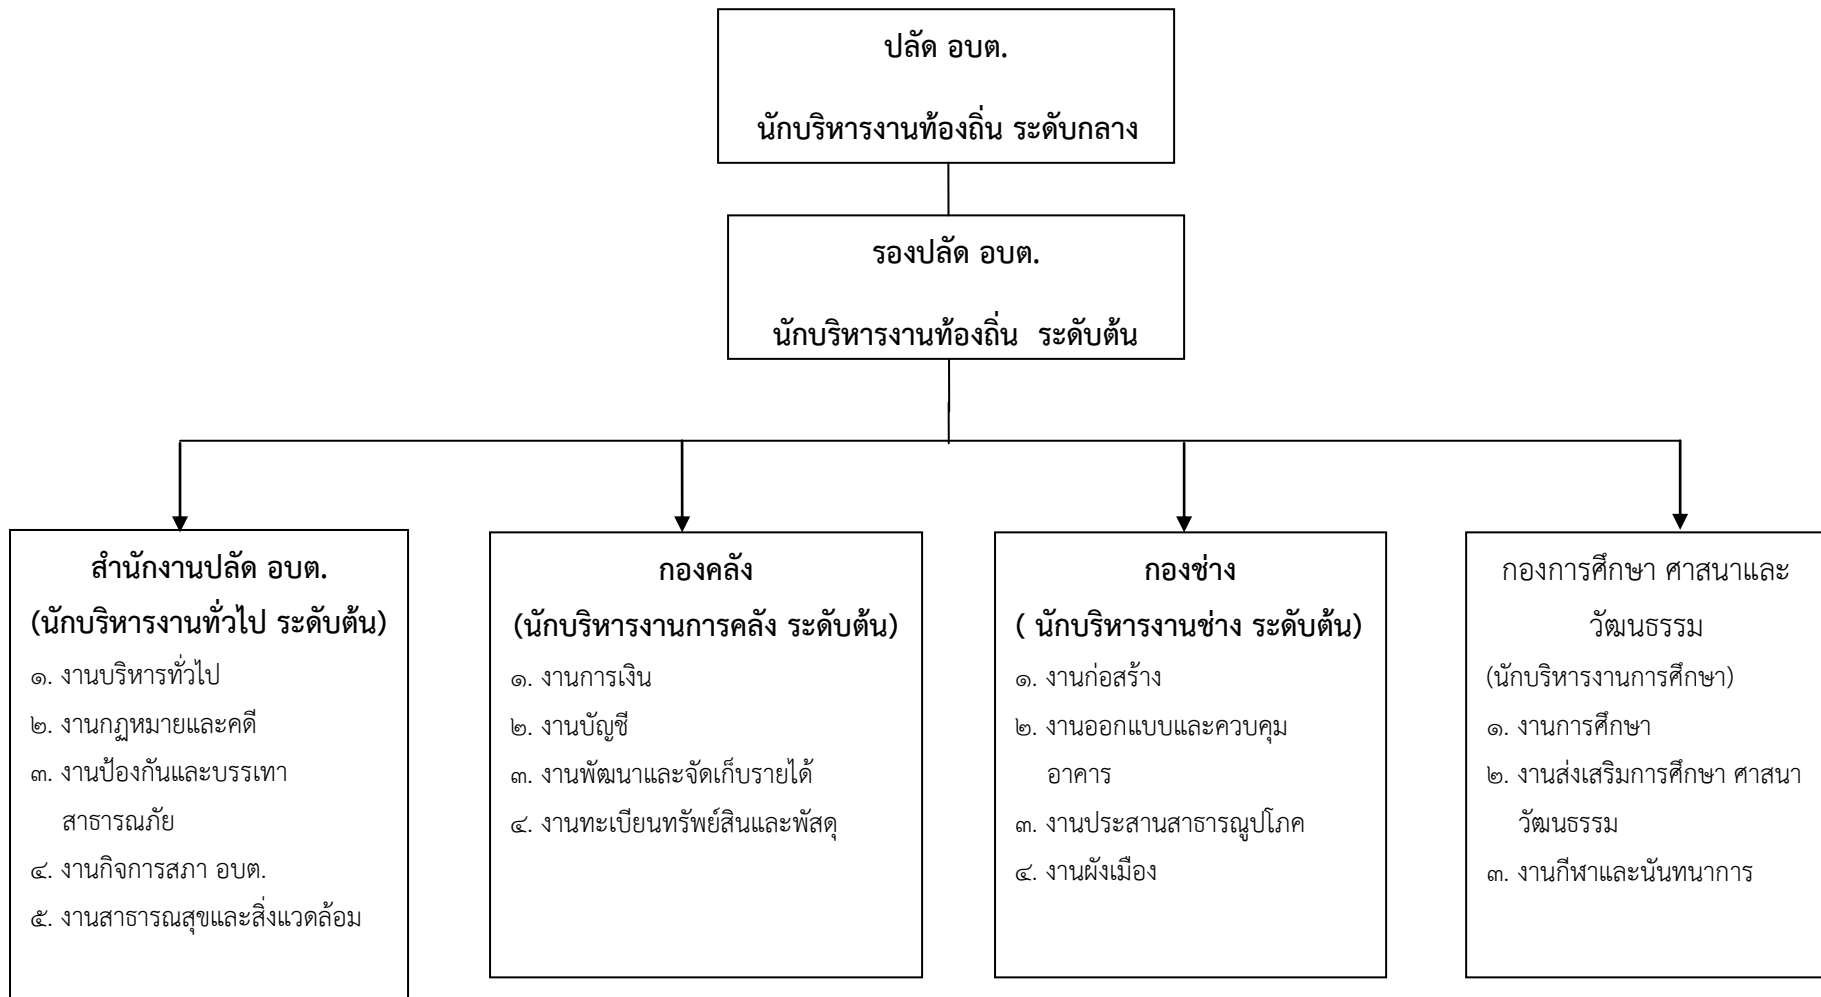 ปลัด อบต.
นักบริหารงานท้องถิ่น ระดับกลาง
รองปลัด อบต.
นักบริหารงานท้องถิ่น ระดับต้น
สำนักงานปลัด อบต.
(นักบริหารงานทั่วไป ระดับต้น)
๑. งานบริหารทั่วไป
๒. งานกฏหมายและคดี
๓. งานป้องกันและบรรเทา
สาธารณภัย
๔. งานกิจการสภา อบต.
๕. งานสาธารณสุขและสิ่งแวดล้อม
กองคลัง
(นักบริหารงานการคลัง ระดับต้น)
๑. งานการเงิน
๒. งานบัญชี
๓. งานพัฒนาและจัดเก็บรายได้
๔. งานทะเบียนทรัพย์สินและพัสดุ
กองช่าง
( นักบริหารงานช่าง ระดับต้น)
๑. งานก่อสร้าง
๒. งานออกแบบและควบคุม
อาคาร
๓. งานประสานสาธารณูปโภค
๔. งานผังเมือง
กองการศึกษา ศาสนาและ
วัฒนธรรม
(นักบริหารงานการศึกษา)
๑. งานการศึกษา
๒. งานส่งเสริมการศึกษา ศาสนา
วัฒนธรรม
๓. งานกีฬาและนันทนาการ